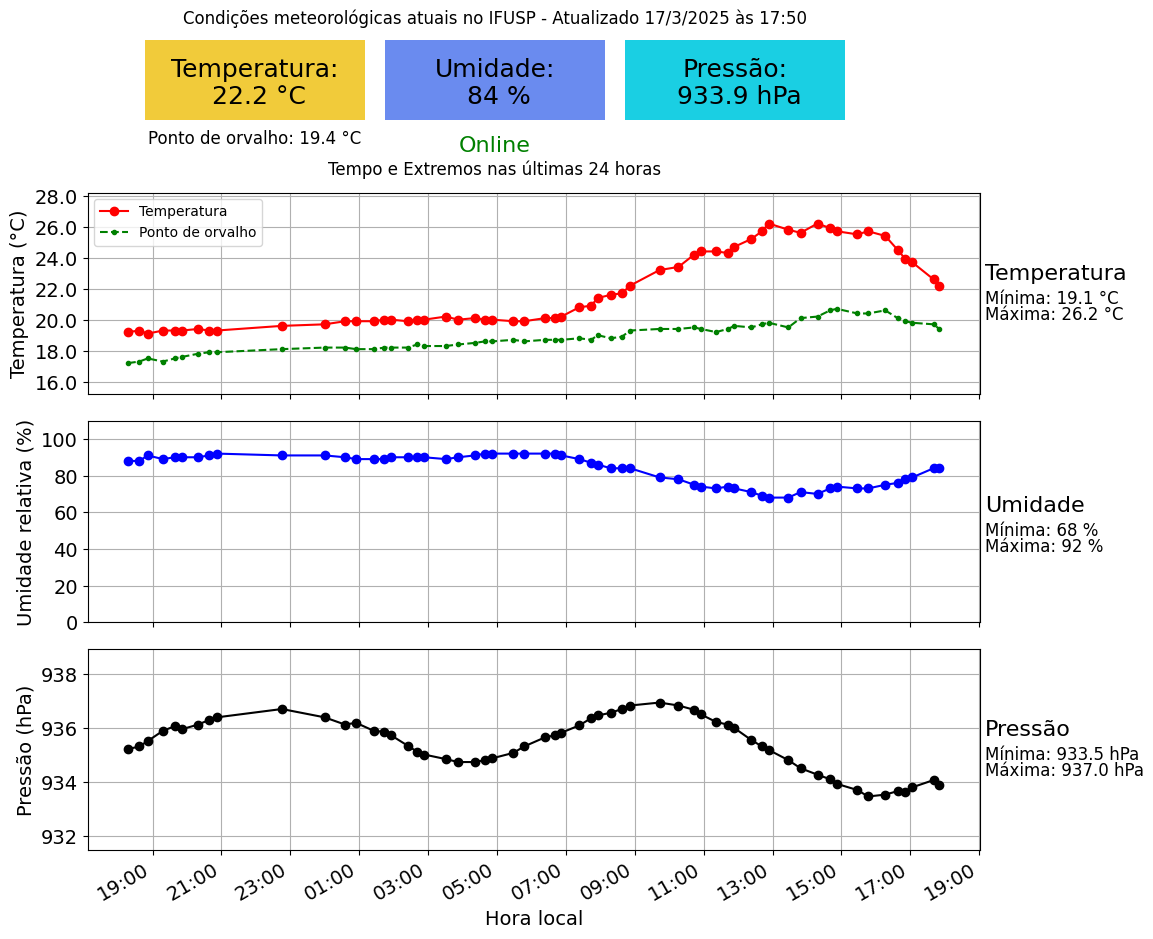 Condições meteorológicas atuais no IFUSP - Atualizado 17/3/2025 às 17:50
Temperatura:
22.2 °C
Umidade:
84 %
Pressão:
933.9 hPa
Ponto de orvalho: 19.4 °C
Online
Tempo e Extremos nas últimas 24 horas
Temperatura (°C)
28.0
26.0
24.0
22.0
20.0
18.0
16.0
Temperatura
Ponto de orvalho
Temperatura
Mínima: 19.1 °C
Máxima: 26.2 °C
Umidade relativa (%)
100
80
60
40
20
0
Umidade
Mínima: 68 %
Máxima: 92 %
Pressão (hPa)
938
936
934
932
Pressão
Mínima: 933.5 hPa
Máxima: 937.0 hPa
19:00 21:00 23:00 01:00 03:00 05:00 07:00 09:00 11:00 13:00 15:00 17:00 19:00
Hora local